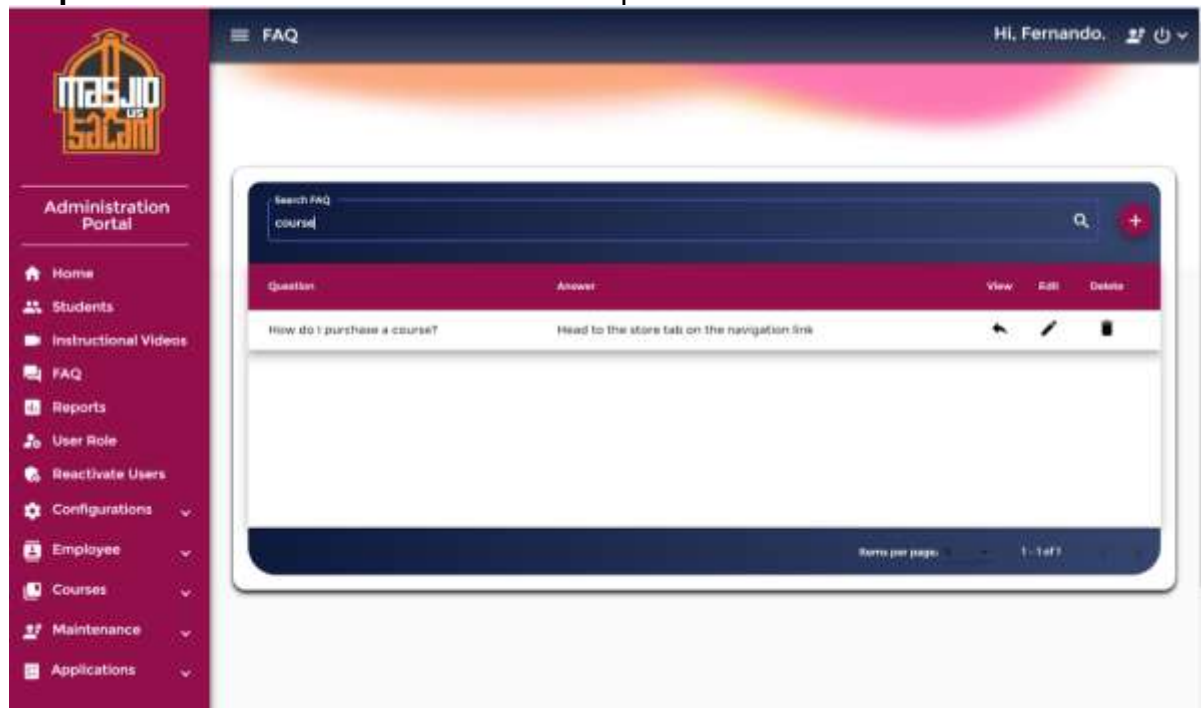 MASJID
US
SALAM
Administration
Portal
Home
Students
Instructional Videos
FAQ
Reports
User Role
Reactivate Users
Configurations
Employee
Courses
Maintenance
Applications
FAQ
Hi, Fernando.
Search FAQ
course
Question Answer View Edit Delete
How do I purchase a course? Head to the store tab on the navigation link
Items per page: 1 - 1 of 1